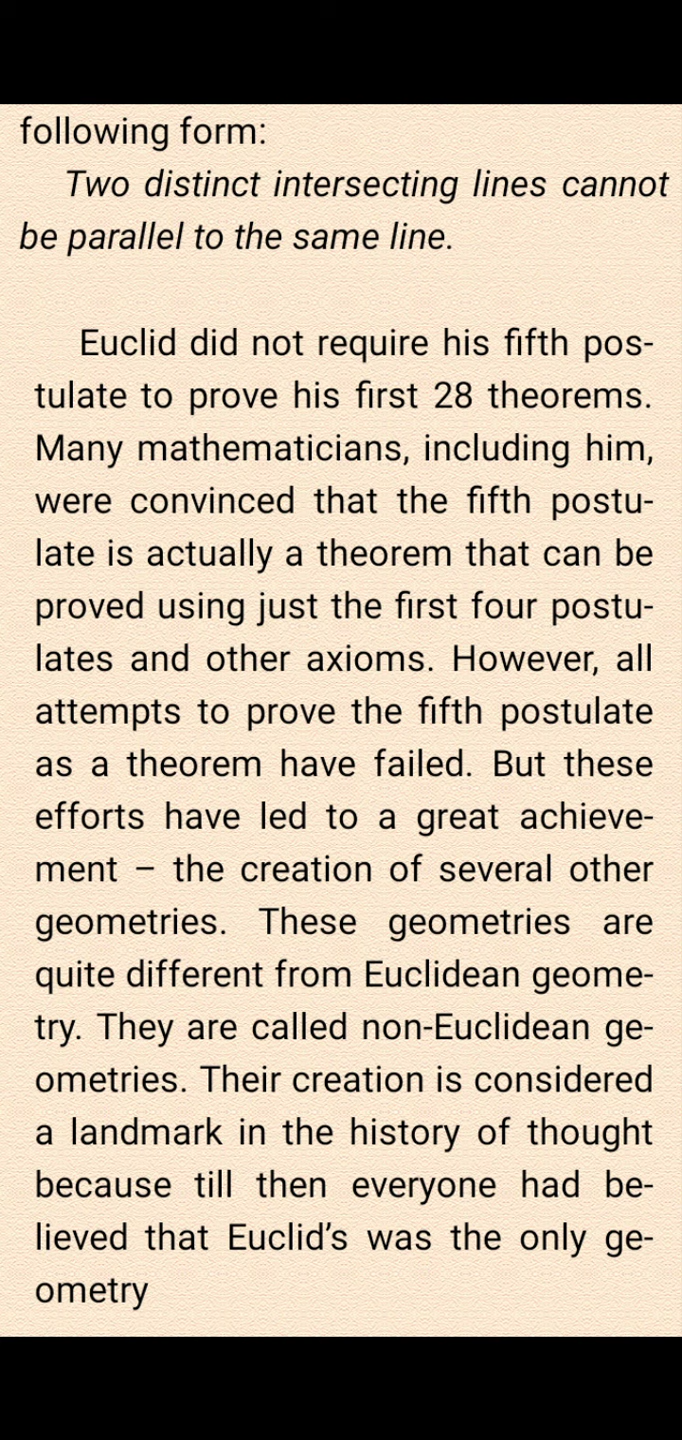 following form:
Two distinct intersecting lines cannot
be parallel to the same line.
Euclid did not require his fifth pos-
tulate to prove his first 28 theorems.
Many mathematicians, including him,
were convinced that the fifth postu-
late is actually a theorem that can be
proved using just the first four postu-
lates and other axioms. However, all
attempts to prove the fifth postulate
as a theorem have failed. But these
efforts have led to a great achieve-
ment – the creation of several other
geometries. These geometries are
quite different from Euclidean geome-
try. They are called non-Euclidean ge-
ometries. Their creation is considered
a landmark in the history of thought
because till then everyone had be-
lieved that Euclid’s was the only ge-
ometry